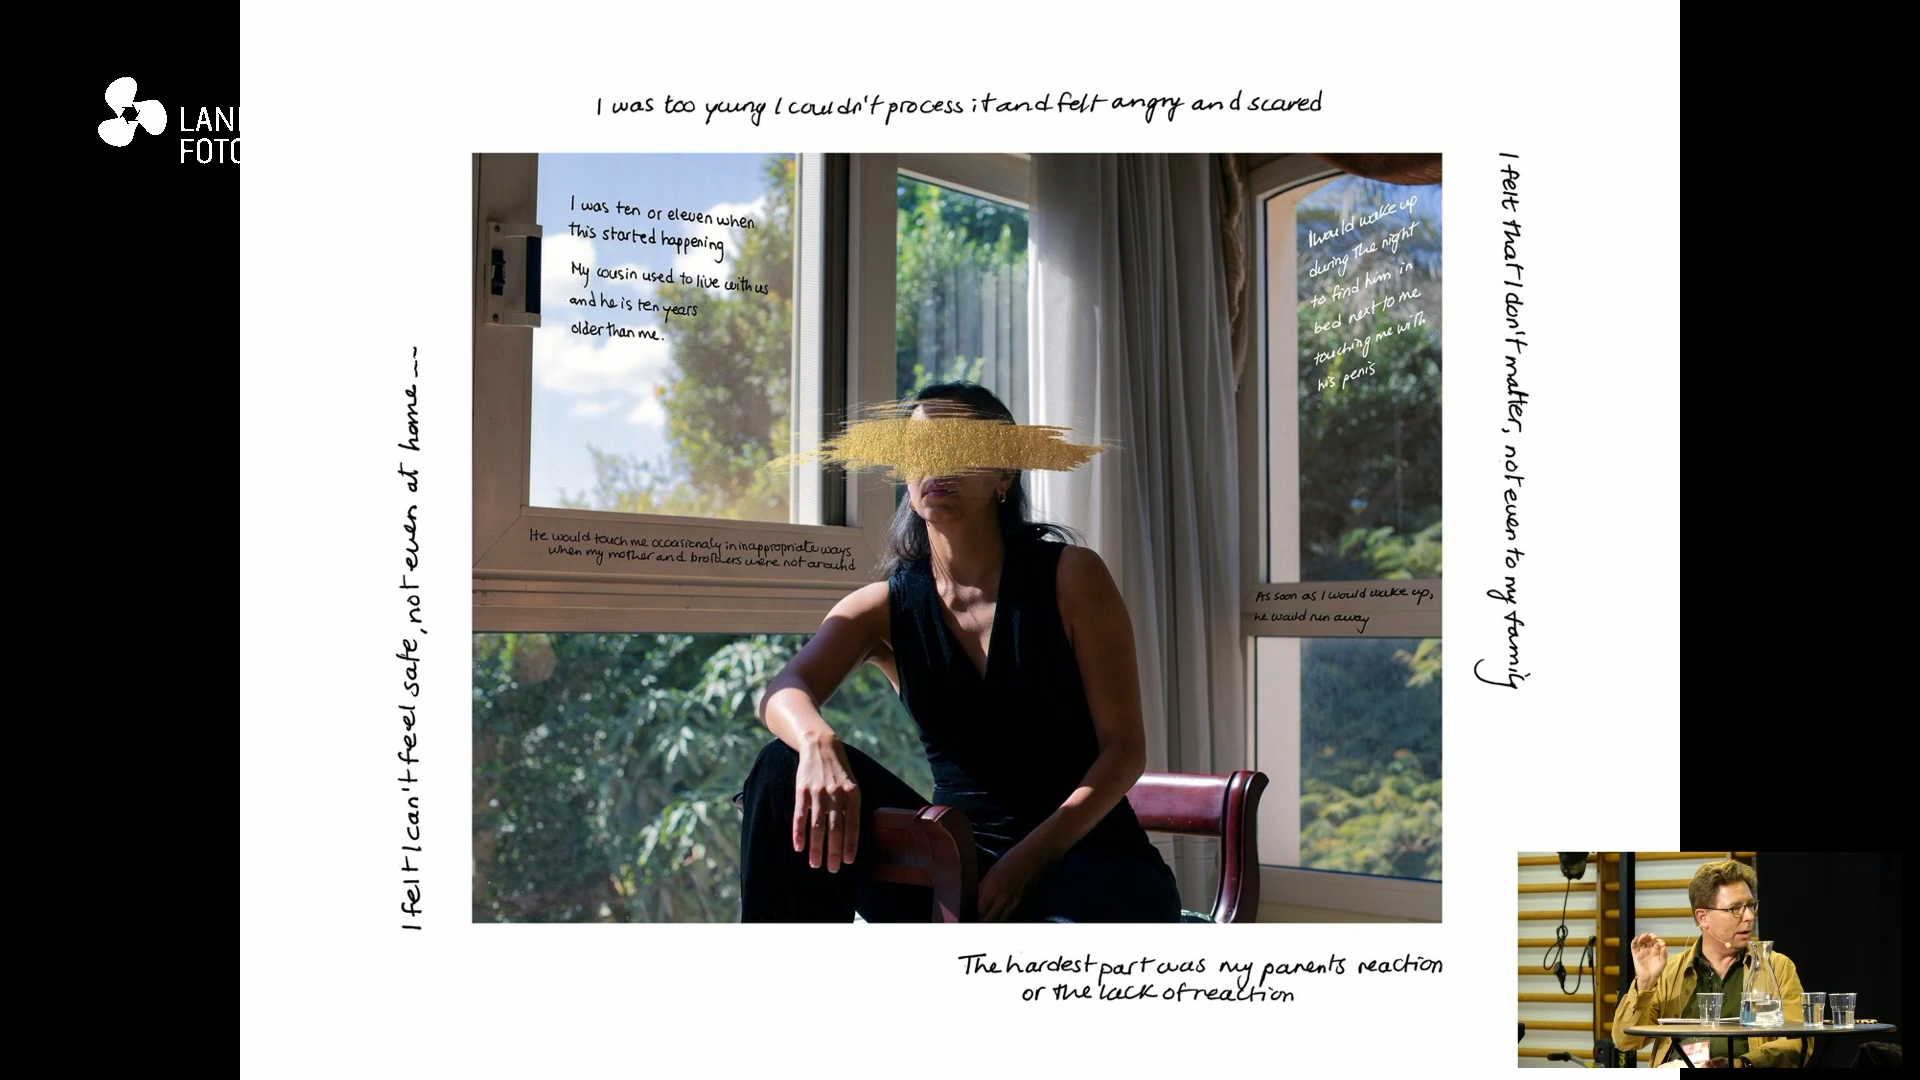 LAN
FOTO
I was too young I couldn't process it and felt angry and scared
I felt I can't feel safe, not even at home
I was ten or eleven when
this started happening
My cousin used to live with us
and he is ten years
older than me.
He would touch me occasionaly in inappropriate ways
when my mother and brothers were not around
I would wake up
during the night
to find him in
bed next to me
touching me with
his penis
As soon as I would wake up,
he would run away
I felt that I don't matter, not even to my family
The hardest part was my parents reaction
or the lack of reaction